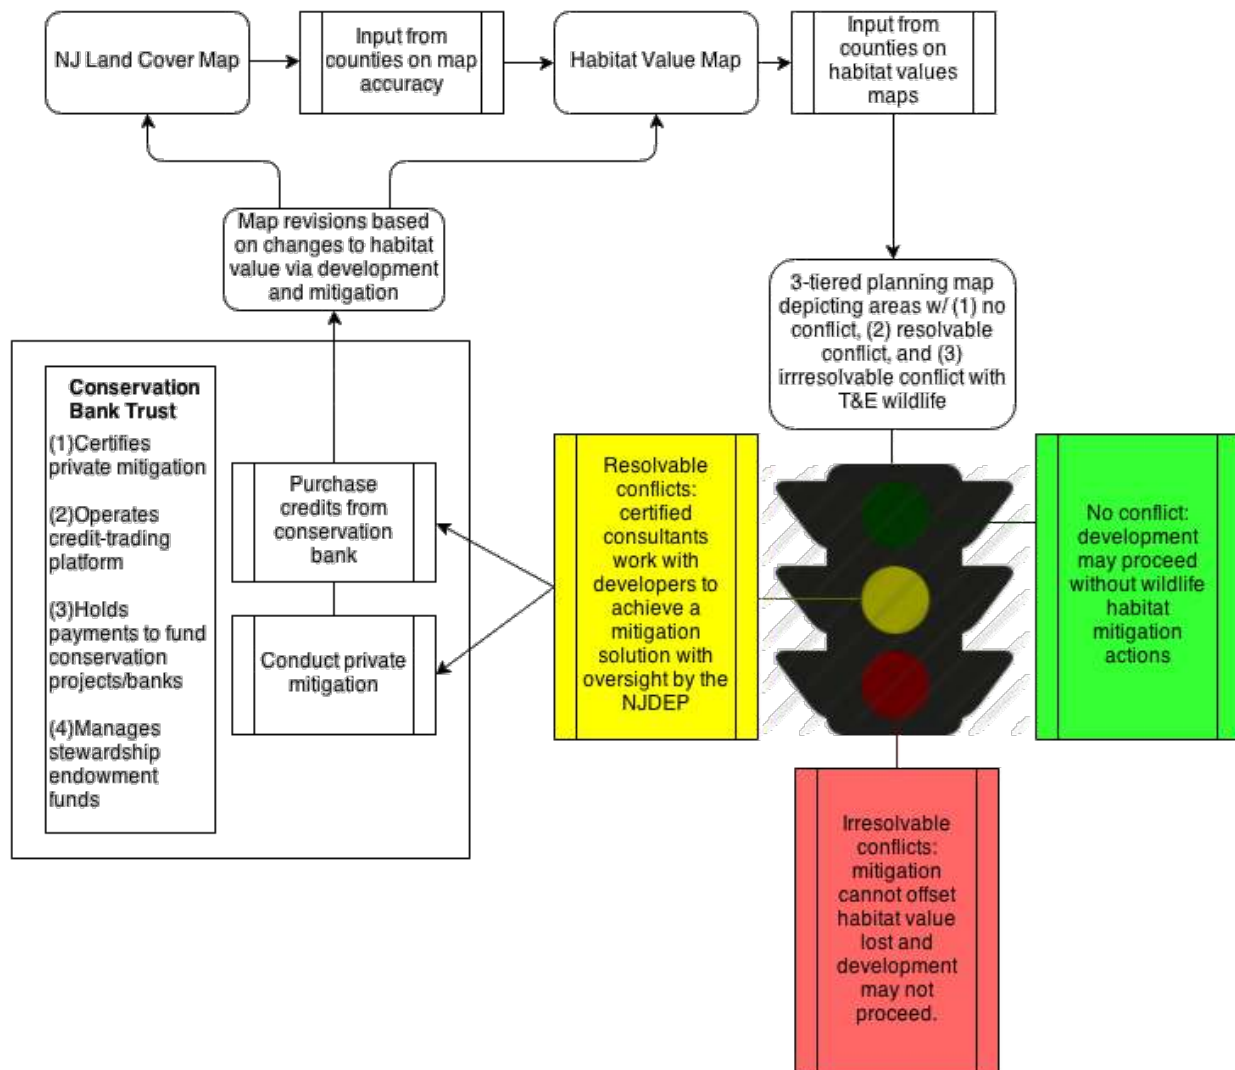 NJ Land Cover Map
Input from
counties on map
accuracy
Habitat Value Map
Input from
counties on
habitat values
maps
Map revisions based
on changes to habitat
value via development
and mitigation
3-tiered planning map
depicting areas w/ (1) no
conflict, (2) resolvable
conflict, and (3)
irrresolvable conflict with
T&E wildlife
Conservation
Bank Trust
(1)Certifies
private mitigation
(2)Operates
credit-trading
platform
(3)Holds
payments to fund
conservation
projects/banks
(4)Manages
stewardship
endowment
funds
Purchase
credits from
conservation
bank
Conduct private
mitigation
Resolvable
conflicts:
certified
consultants
work with
developers to
achieve a
mitigation
solution with
oversight by the
NJDEP
No conflict:
development
may proceed
without wildlife
habitat
mitigation
actions
Irresolvable
conflicts:
mitigation
cannot offset
habitat value
lost and
development
may not
proceed.